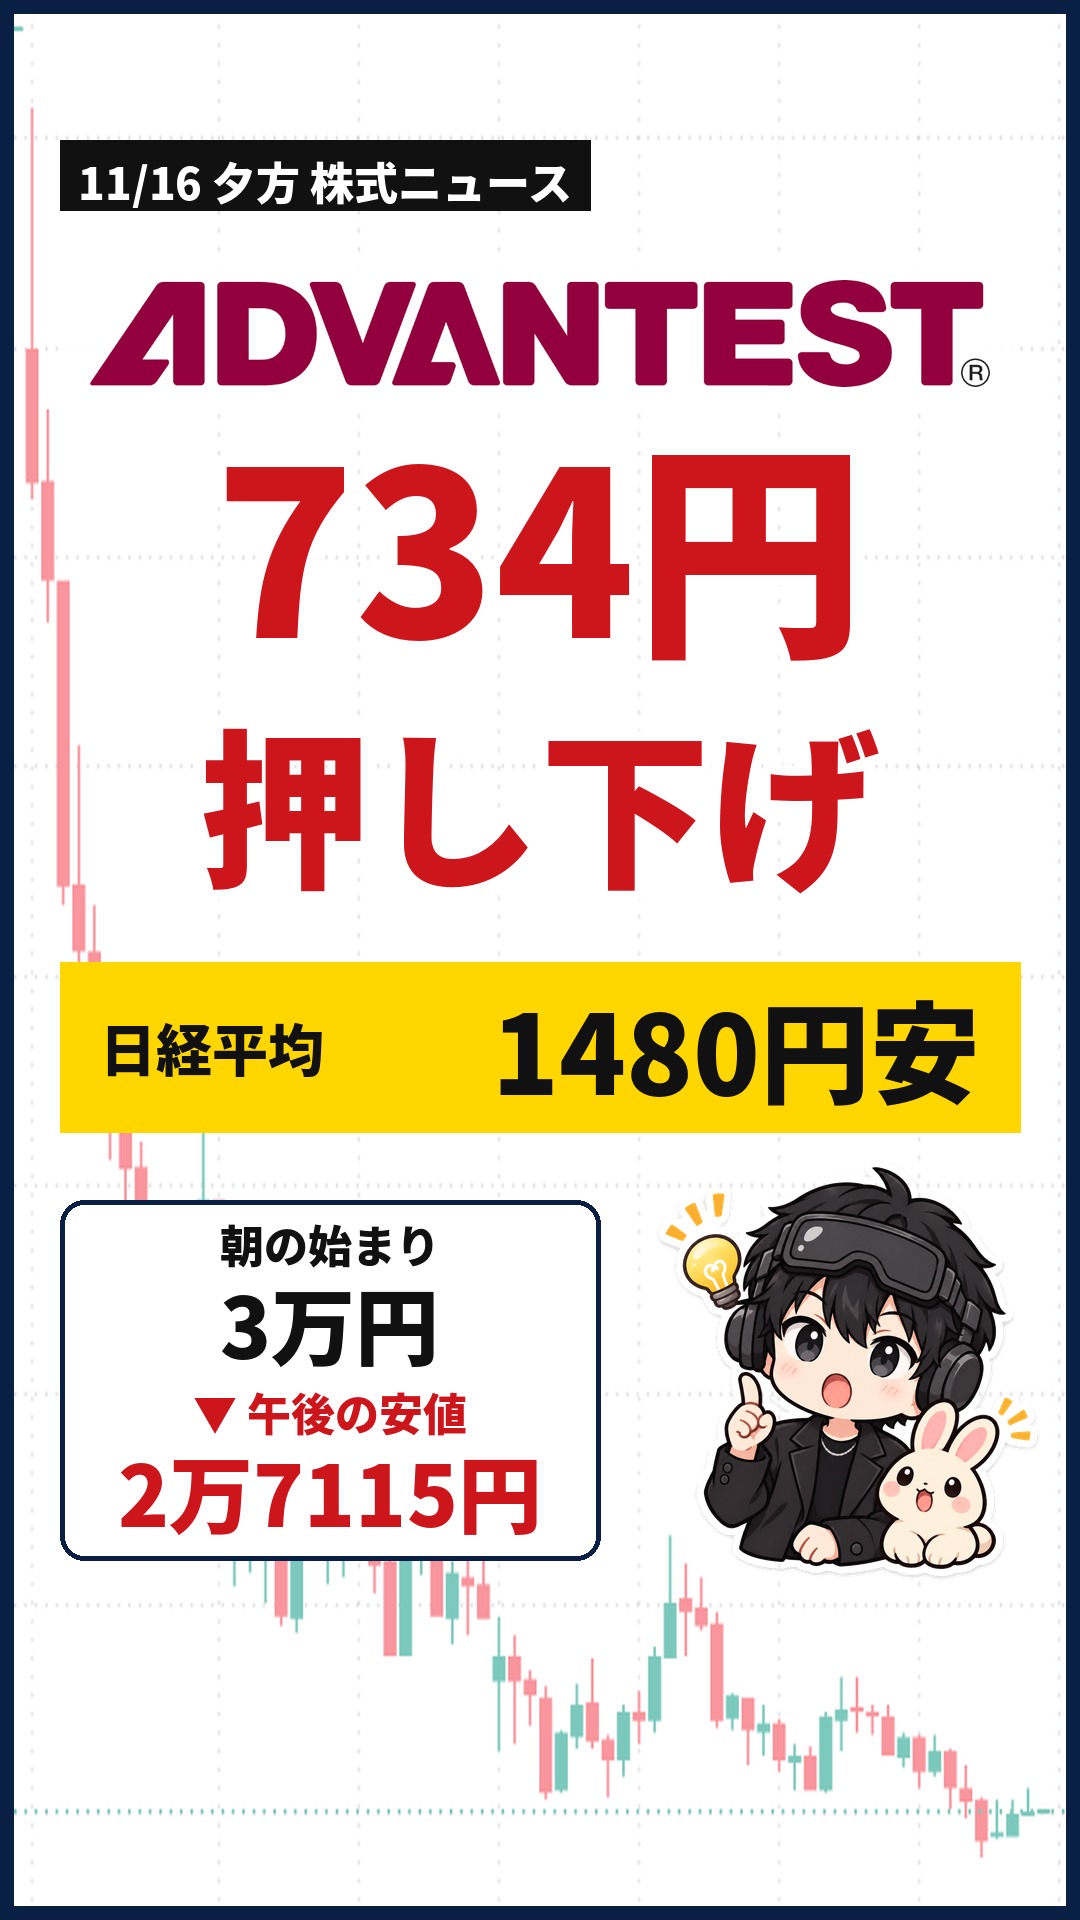 11/16 夕方 株式ニュース
ADVANTEST®
734円
押し下げ
日経平均 1480円安
朝の始まり
3万円
▼ 午後の安値
2万7115円